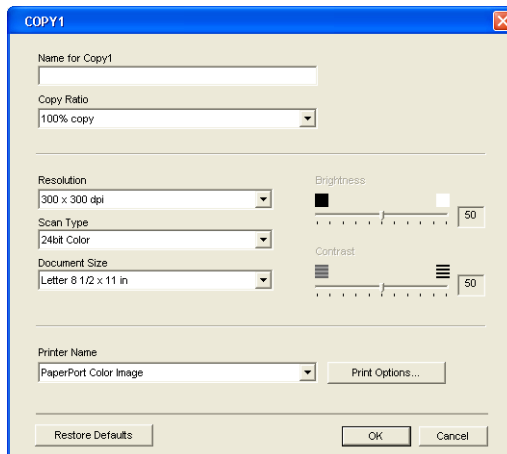 COPY1
Name for Copy1
Copy Ratio
100% copy
Resolution
300 x 300 dpi
Scan Type
24bit Color
Document Size
Letter 8 1/2 x 11 in
Brightness
50
Contrast
50
Printer Name
PaperPort Color Image
Print Options...
Restore Defaults
OK
Cancel